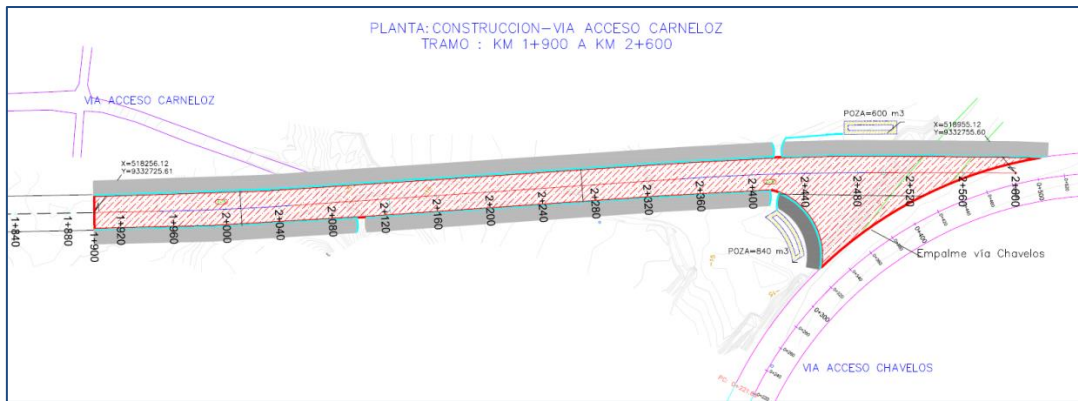 PLANTA: CONSTRUCCION-VIA ACCESO CARNELOZ
TRAMO : KM 1+900 A KM 2+600
VIA ACCESO CARNELOZ
POZA=600 m3
X=518955.12
Y=9332755.60
X=518256.12
Y=9332725.61
1+840
1+880
1+900
1+920
1+960
2+000
2+040
2+080
2+120
2+160
2+200
2+240
2+280
2+320
2+360
2+400
2+440
2+480
2+520
2+560
2+600
POZA=840 m3
Empalme vía Chavelos
0+400
0+300
VIA ACCESO CHAVELOS